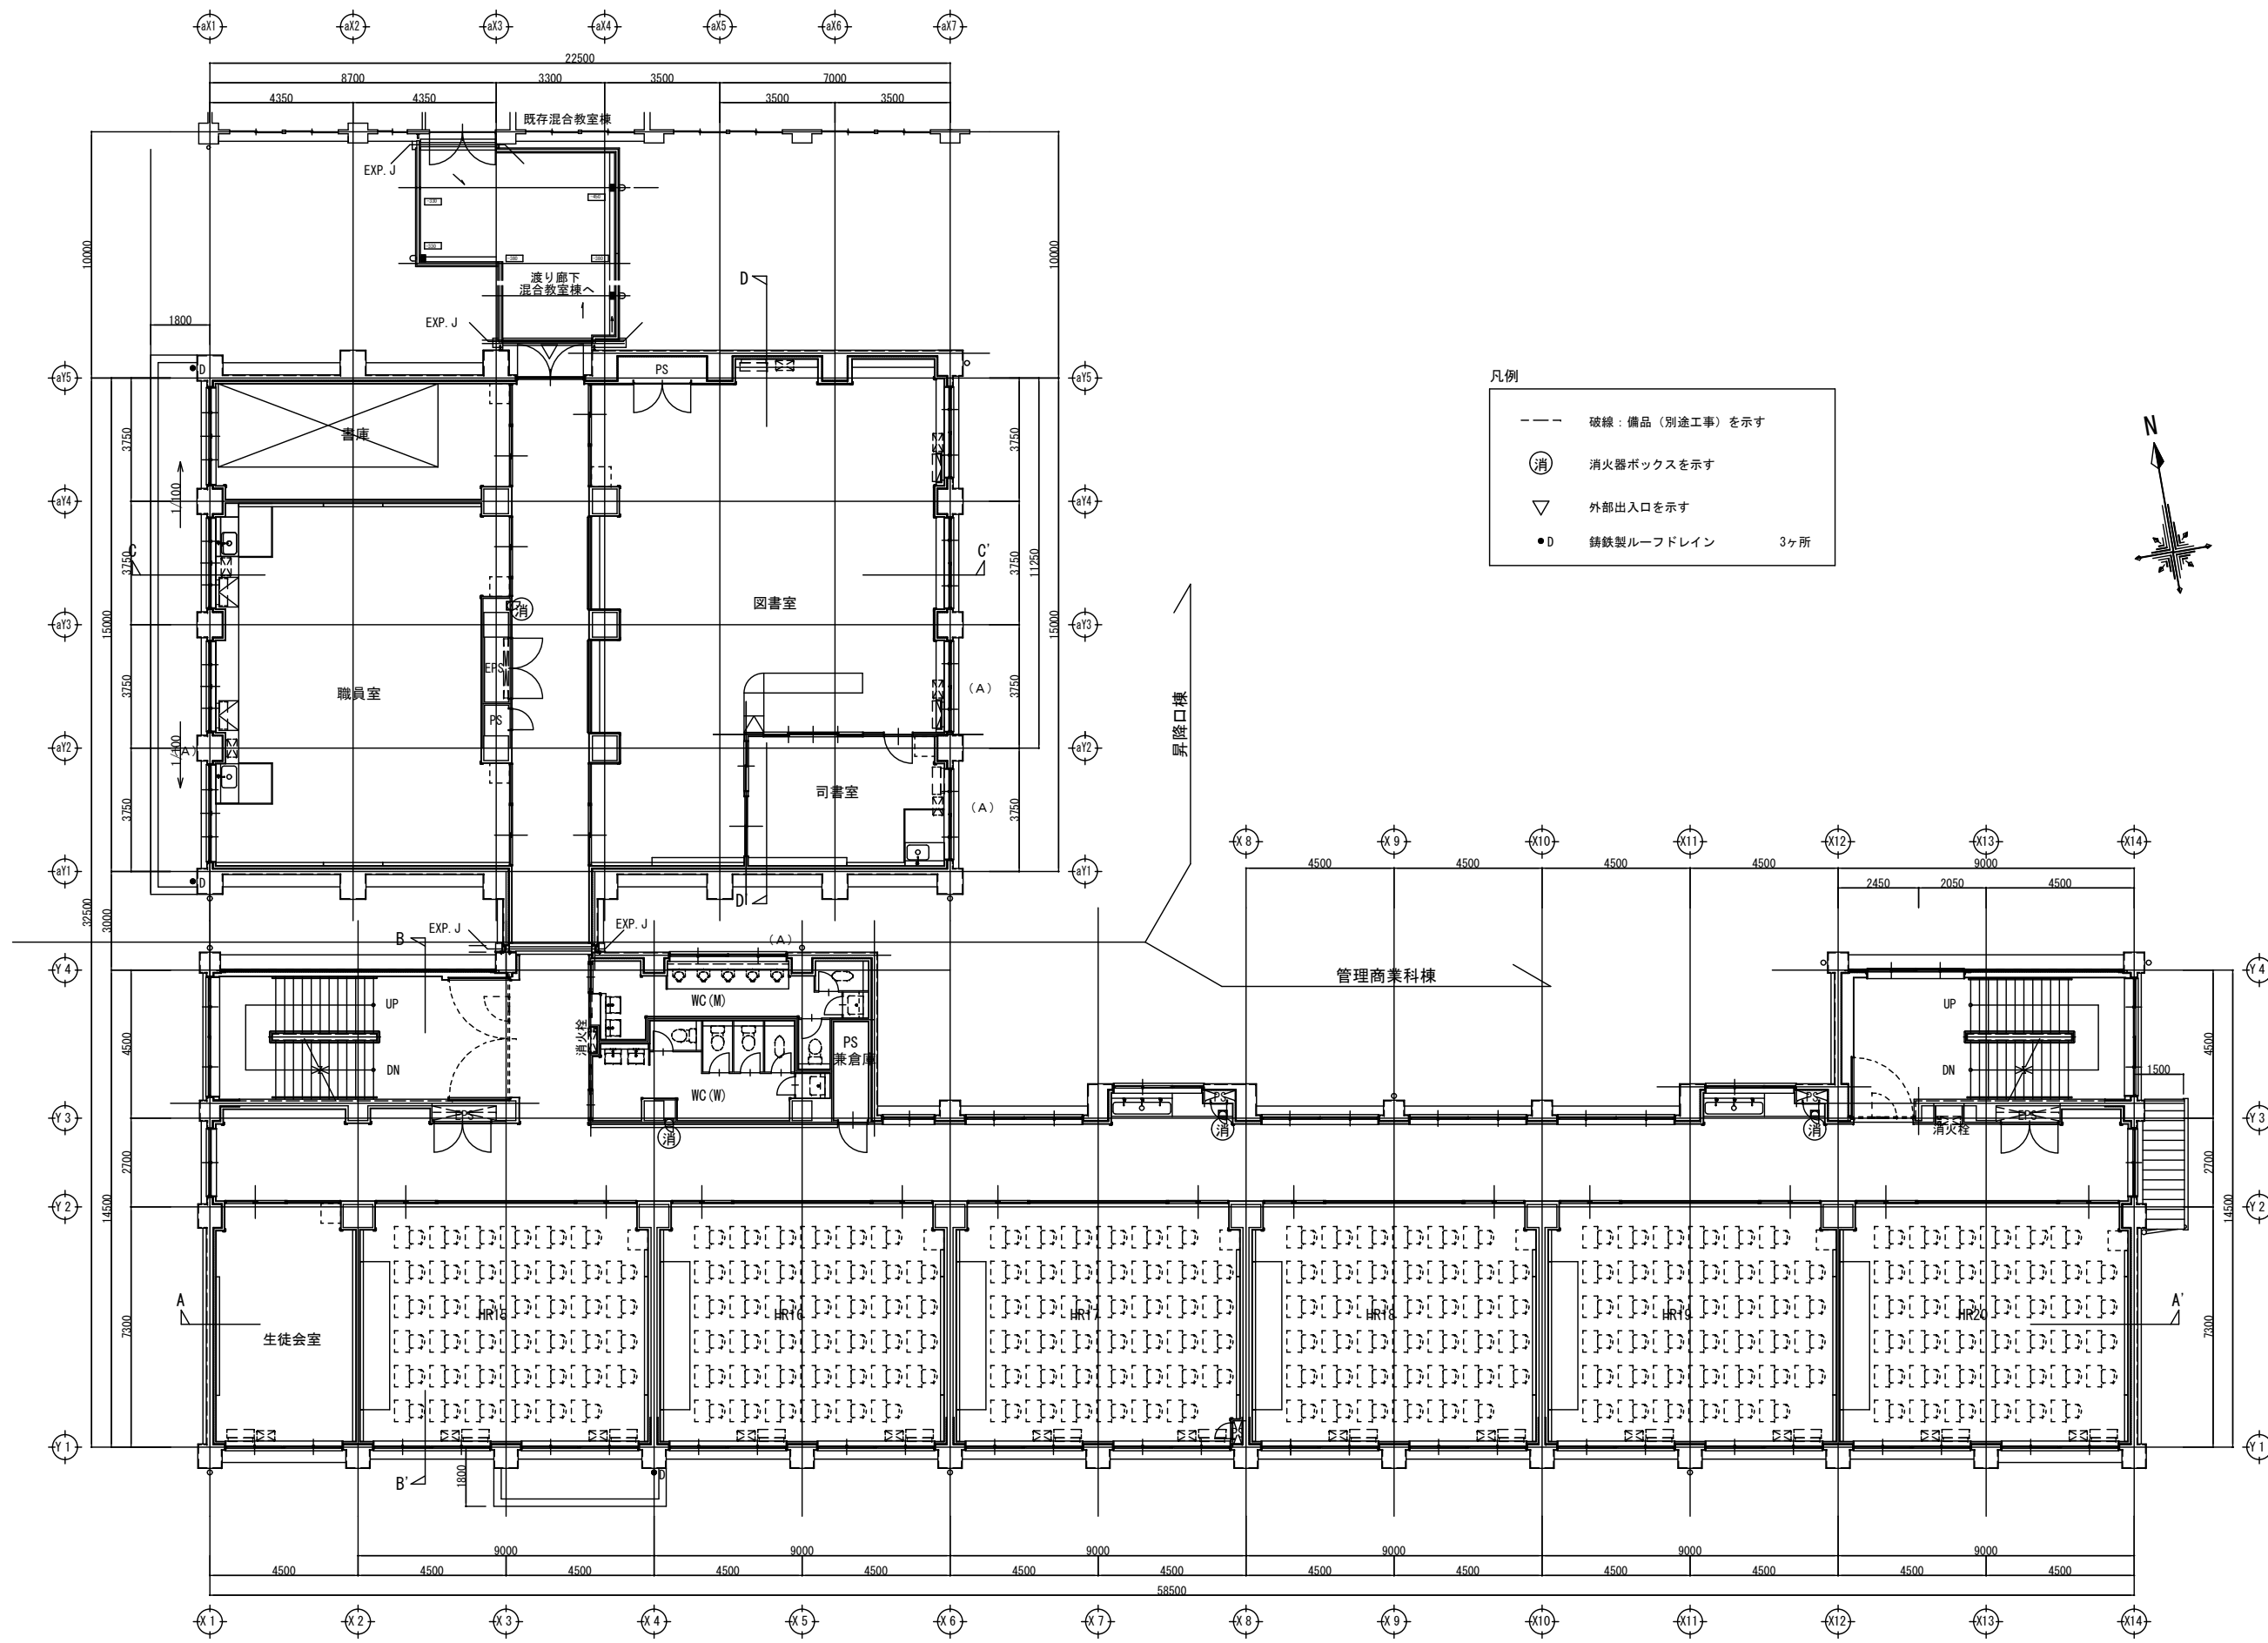 aX1 aX2 aX3 aX4 aX5 aX6 aX7
22500
8700 3300 3500 7000
4350 4350 3500 3500
既存混合教室棟
EXP.J
10000
10000
渡り廊下
混合教室棟へ
D
EXP.J
1800
aY5 D PS aY5
凡例
破線：備品（別途工事）を示す
消 消火器ボックスを示す
外部出入口を示す
D 鋳鉄製ルーフドレイン 3ヶ所
N
書庫
3750 3750
1/100
aY4 aY4
C C'
3750 3750 11250
図書室
消
aY3 15000 15000 aY3
EPS
職員室
(A)
3750 3750
PS
1/100 (A)
aY2 aY2
昇降口棟
司書室
(A)
3750 3750
aY1 D D' aY1
X8 X9 X10 X11 X12 X13 X14
4500 4500 4500 4500 9000
2450 2050 4500
32500 3000
B EXP.J EXP.J
(A)
Y4 Y4
管理商業科棟
UP WC(M) UP
消火栓
4500 PS 4500
兼倉庫
DN DN
1500
WC(W)
PS PS
Y3 EPS 消 消 消 消火栓 EPS Y3
2700 2700
14500 14500
Y2 Y2
A HR15 HR16 HR17 HR18 HR19 HR20 A'
7300 7300
生徒会室
Y1 Y1
B' 1800 D
9000 9000 9000 9000 9000 9000
4500 4500 4500 4500 4500 4500 4500 4500 4500 4500 4500 4500 4500
58500
X1 X2 X3 X4 X5 X6 X7 X8 X9 X10 X11 X12 X13 X14